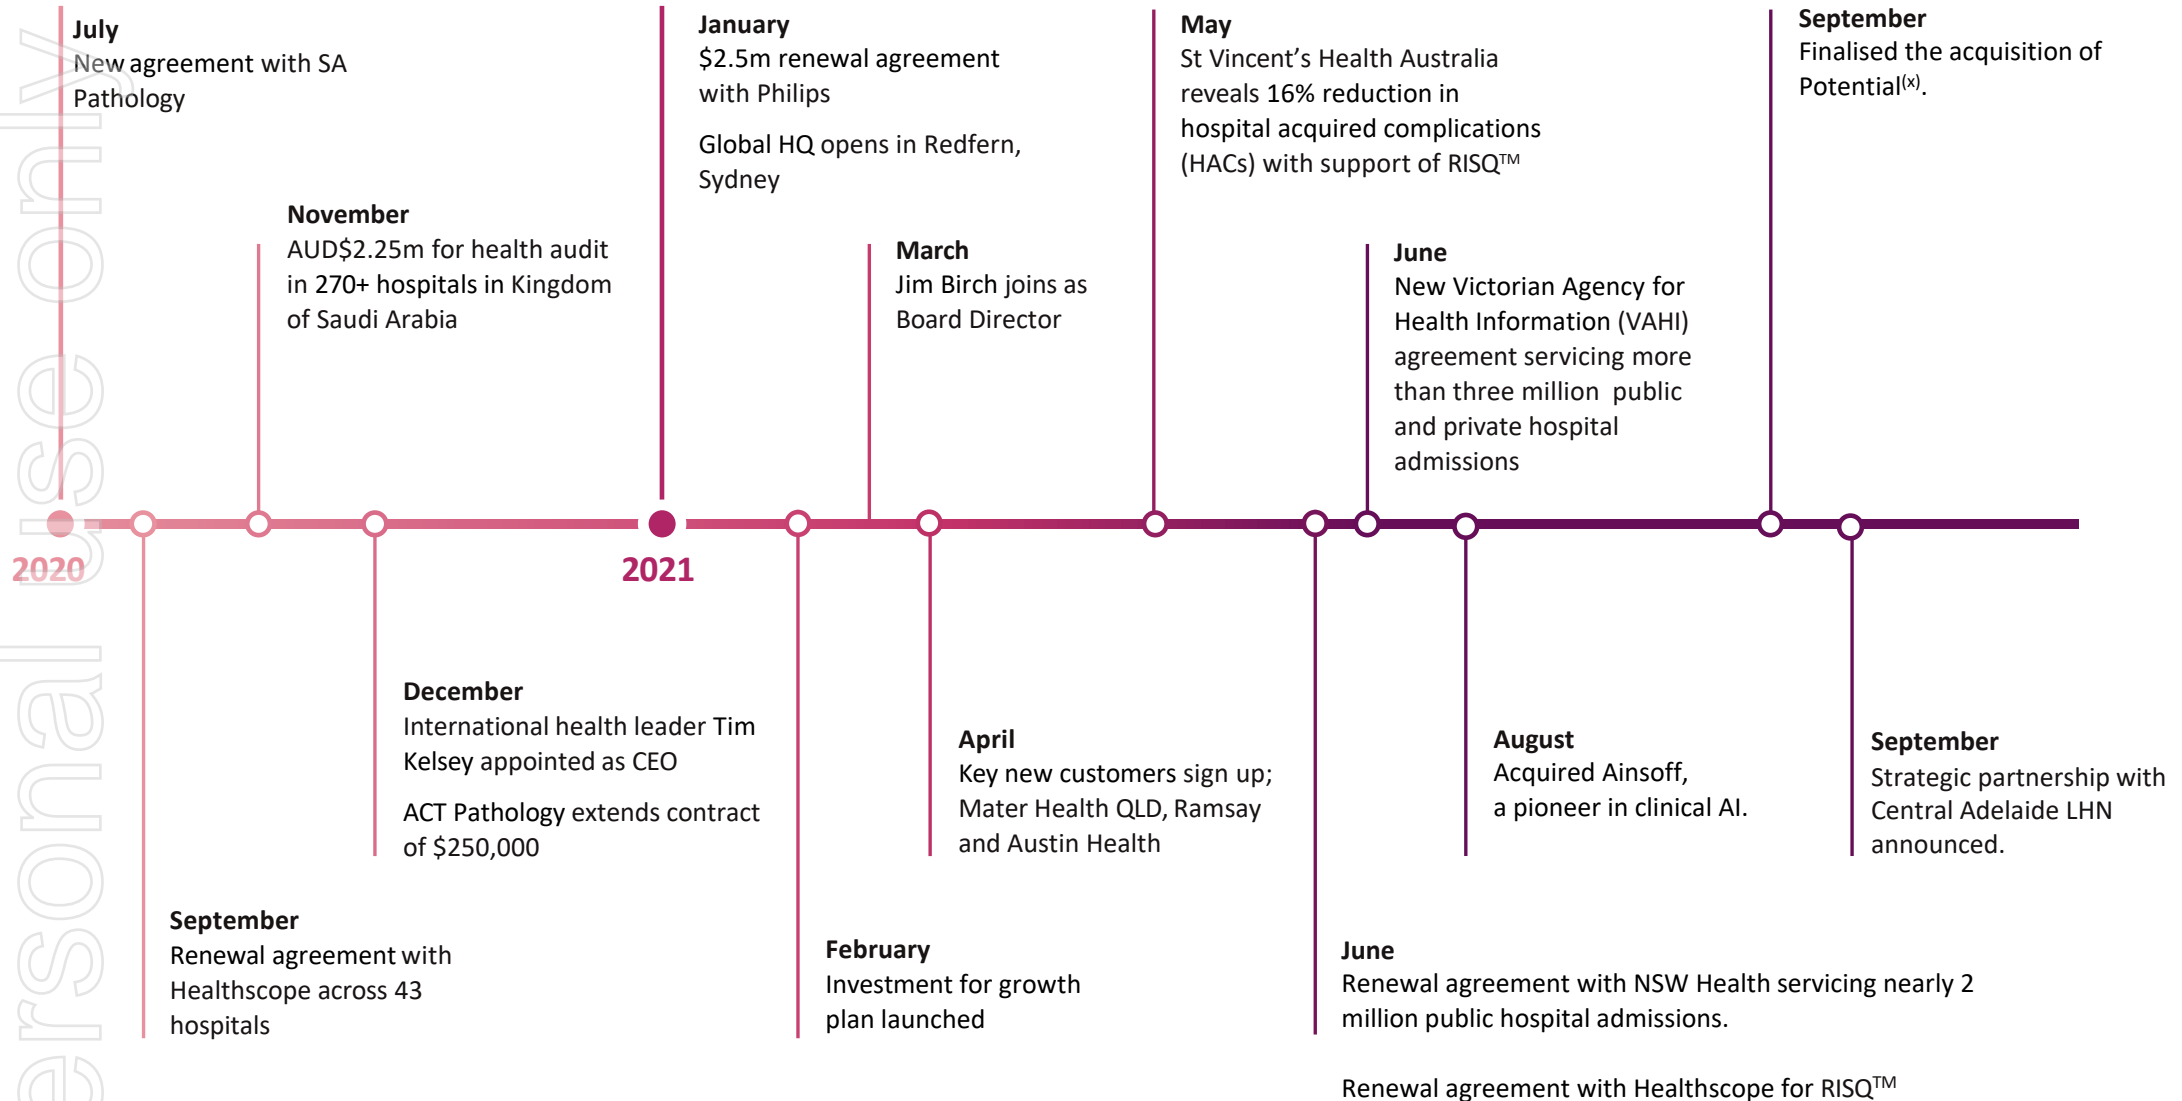 July
New agreement with SA
Pathology
September
Renewal agreement with
Healthscope across 43
hospitals
November
AUD$2.25m for health audit
in 270+ hospitals in Kingdom
of Saudi Arabia
December
International health leader Tim
Kelsey appointed as CEO
ACT Pathology extends contract
of $250,000
2020
January
$2.5m renewal agreement
with Philips
Global HQ opens in Redfern,
Sydney
2021
February
Investment for growth
plan launched
March
Jim Birch joins as
Board Director
April
Key new customers sign up;
Mater Health QLD, Ramsay
and Austin Health
May
St Vincent’s Health Australia
reveals 16% reduction in
hospital acquired complications
(HACs) with support of RISQ™
June
Renewal agreement with NSW Health servicing nearly 2
million public hospital admissions.
Renewal agreement with Healthscope for RISQ™
June
New Victorian Agency for
Health Information (VAHI)
agreement servicing more
than three million  public
and private hospital
admissions
August
Acquired Ainsoff,
a pioneer in clinical AI.
September
Finalised the acquisition of
Potential⁽ˣ⁾.
September
Strategic partnership with
Central Adelaide LHN
announced.
ersonal use only